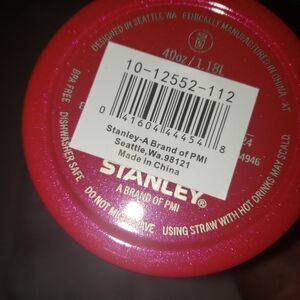 DESIGNED IN SEATTLE, WA
ETHICALLY MANUFACTURED IN CHINA
40oz/1.18L
10-12552-112
0 41604 44454 8
Stanley-A Brand of PMI
Seattle,Wa.98121
Made in China
4946
STANLEY®
A BRAND OF PMI
BPA FREE
DISHWASHER SAFE
DO NOT MICROWAVE
USING STRAW WITH HOT DRINKS MAY SCALD